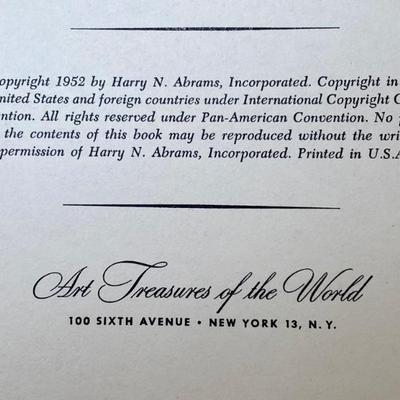 opyright 1952 by Harry N. Abrams, Incorporated. Copyright in
nited States and foreign countries under International Copyright C
ention. All rights reserved under Pan-American Convention. No p
the contents of this book may be reproduced without the wri
permission of Harry N. Abrams, Incorporated. Printed in U.S.A
Art Treasures of the World
100 SIXTH AVENUE • NEW YORK 13, N. Y.